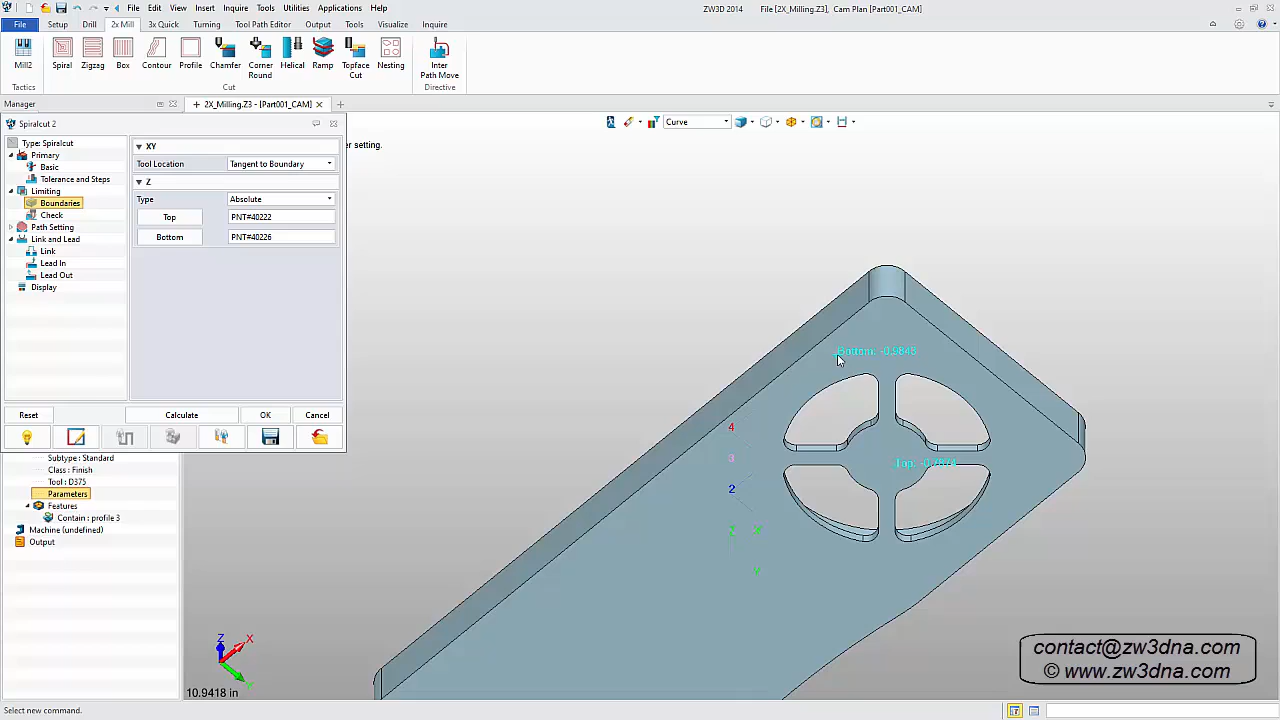 File Edit View Insert Inquire Tools Utilities Applications Help
ZW3D 2014 File [2X_Milling.Z3], Cam Plan [Part001_CAM]
File Setup Drill 2x Mill 3x Quick Turning Tool Path Editor Output Tools Visualize Inquire
Mill2 Spiral Zigzag Box Contour Profile Chamfer Corner Round Helical Ramp Topface Cut Nesting Inter Path Move
Tactics Cut Directive
Manager
2X_Milling.Z3 - [Part001_CAM]
Spiralcut 2
Curve
r setting.
Type: Spiralcut
Primary
Basic
Tolerance and Steps
Limiting
Boundaries
Check
Path Setting
Link and Lead
Link
Lead In
Lead Out
Display
XY
Tool Location Tangent to Boundary
Z
Type Absolute
Top PNT#40222
Bottom PNT#40226
Reset Calculate OK Cancel
Subtype : Standard
Class : Finish
Tool : D375
Parameters
Features
Contain : profile 3
Machine (undefined)
Output
4
3
2
Z X
Y
Z X
10.9418 in
contact@zw3dna.com
© www.zw3dna.com
Select new command.